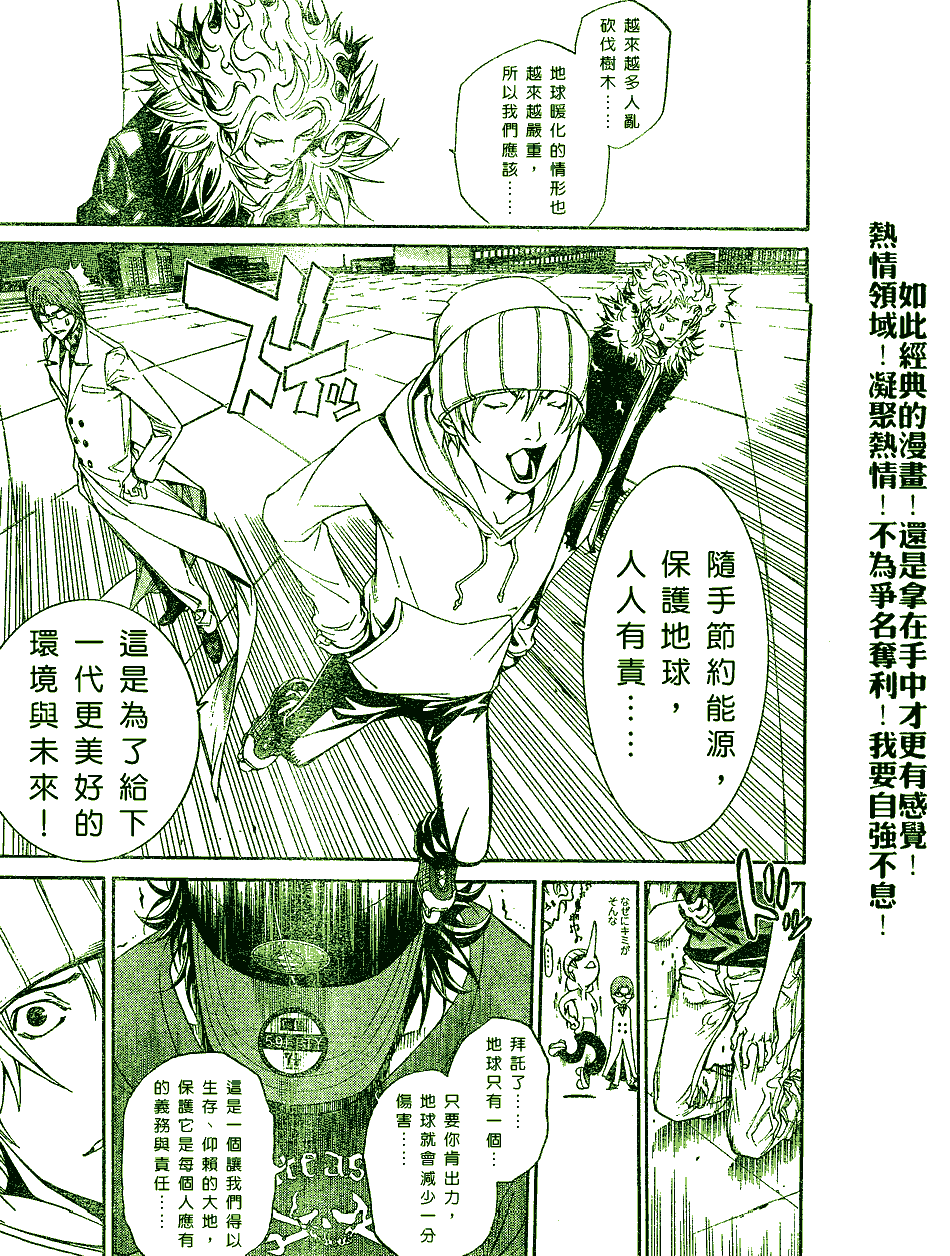 越來越多人亂
砍伐樹木……
地球暖化的情形也
越來越嚴重，
所以我們應該……
隨手節約能源，
保護地球，
人人有責……
這是為了給下
一代更美好的
環境與未來！
なぜにキミが
そんな
……
拜託了……
地球只有一個…
只要你肯出力，
地球就會減少一分
傷害……
這是一個讓我們得以
生存、仰賴的大地，
保護它是每個人應有
的義務與責任……
59FIFTY
如此經典的漫畫！還是拿在手中才更有感覺！
熱情領域！凝聚熱情！不為爭名奪利！我要自強不息！